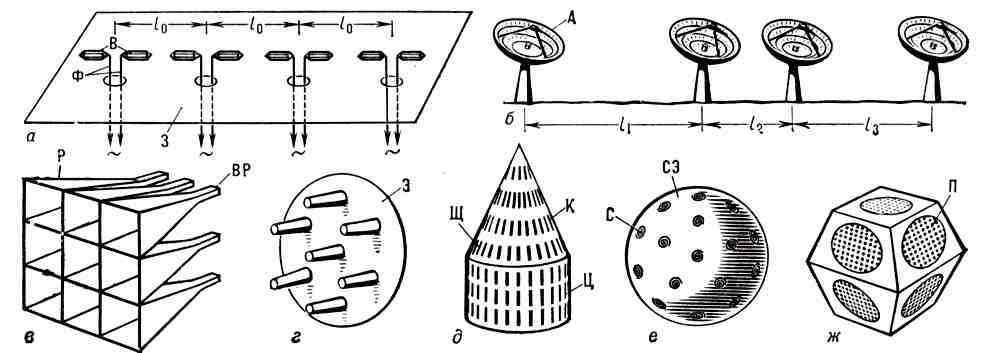 l₀ l₀ l₀
В
Ф
З
~ ~ ~ ~
а
А
б
l₁ l₂ l₃
Р
ВР
в
Э
г
Щ
К
Ц
д
СЭ
С
е
П
ж